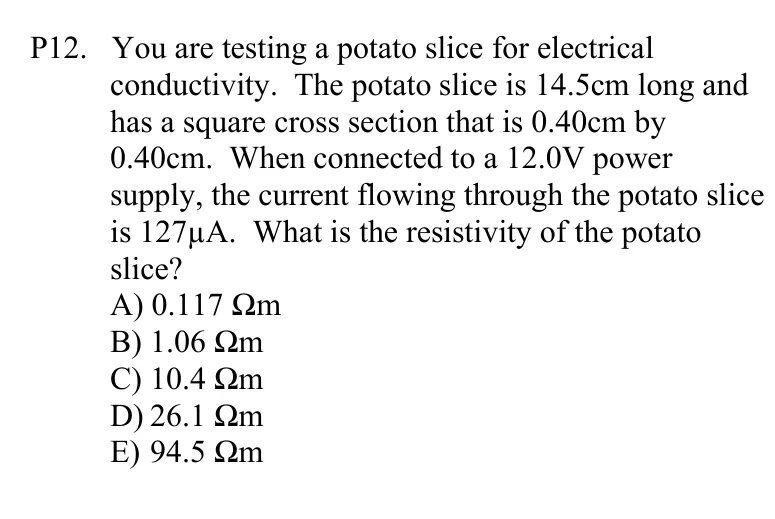 P12. You are testing a potato slice for electrical
conductivity. The potato slice is 14.5cm long and
has a square cross section that is 0.40cm by
0.40cm. When connected to a 12.0V power
supply, the current flowing through the potato slice
is 127µA. What is the resistivity of the potato
slice?
A) 0.117 Ωm
B) 1.06 Ωm
C) 10.4 Ωm
D) 26.1 Ωm
E) 94.5 Ωm